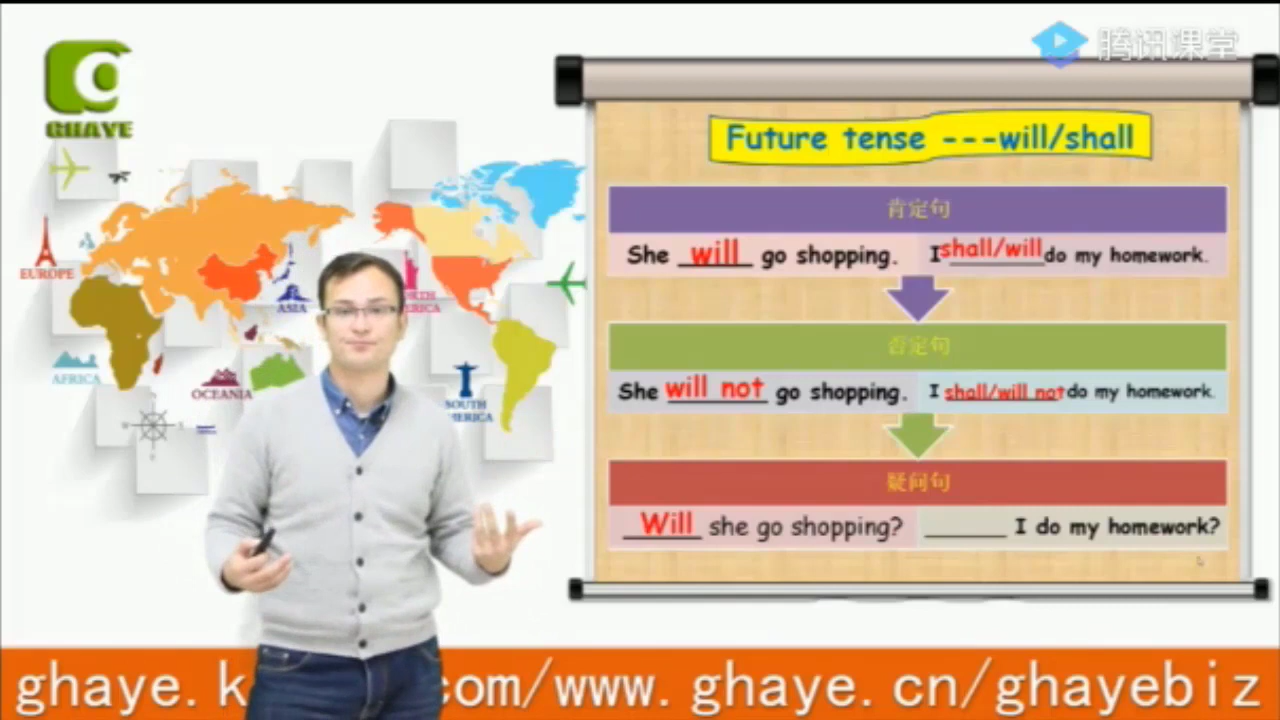 腾讯课堂
GHAYE
Future tense ---will/shall
肯定句
She will go shopping. I shall/will do my homework.
否定句
She will not go shopping. I shall/will not do my homework.
疑问句
Will she go shopping? ______ I do my homework?
EUROPE
ASIA
AFRICA
OCEANIA
SOUTH
W
ghaye.k com/www.ghaye.cn/ghayebiz